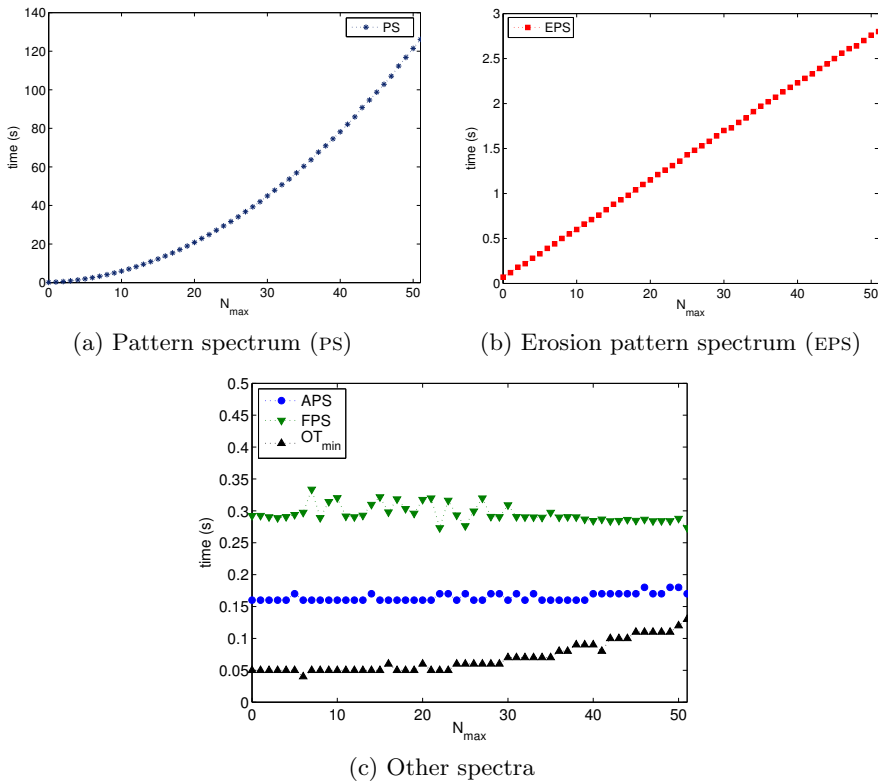 140
120
100
80
60
40
20
0
time (s)
0 10 20 30 40 50
N_max
PS
(a) Pattern spectrum (PS)
3
2.5
2
1.5
1
0.5
0
time (s)
0 10 20 30 40 50
N_max
EPS
(b) Erosion pattern spectrum (EPS)
0.5
0.45
0.4
0.35
0.3
0.25
0.2
0.15
0.1
0.05
0
time (s)
0 10 20 30 40 50
N_max
APS
FPS
OT_min
(c) Other spectra